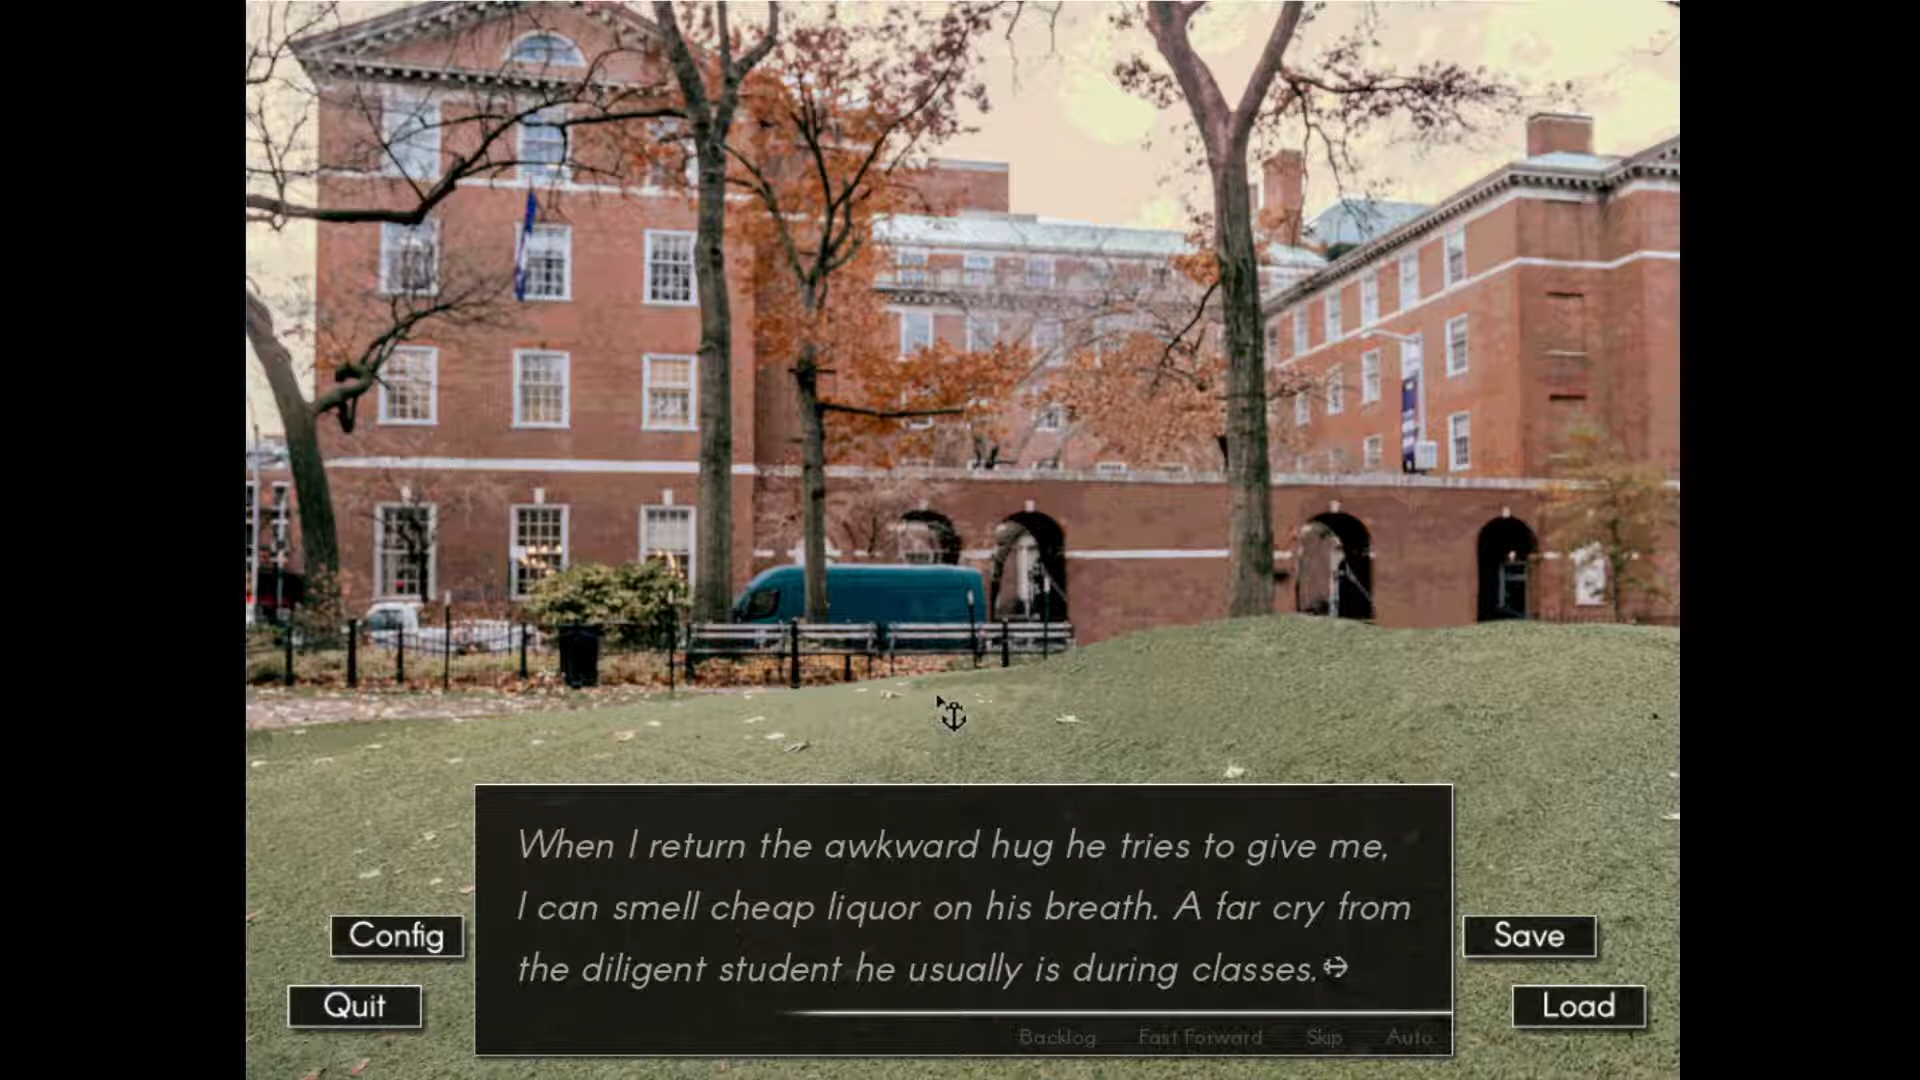 When I return the awkward hug he tries to give me,
I can smell cheap liquor on his breath. A far cry from
the diligent student he usually is during classes.
Config
Save
Quit
Load
Backlog Fast Forward Skip Auto